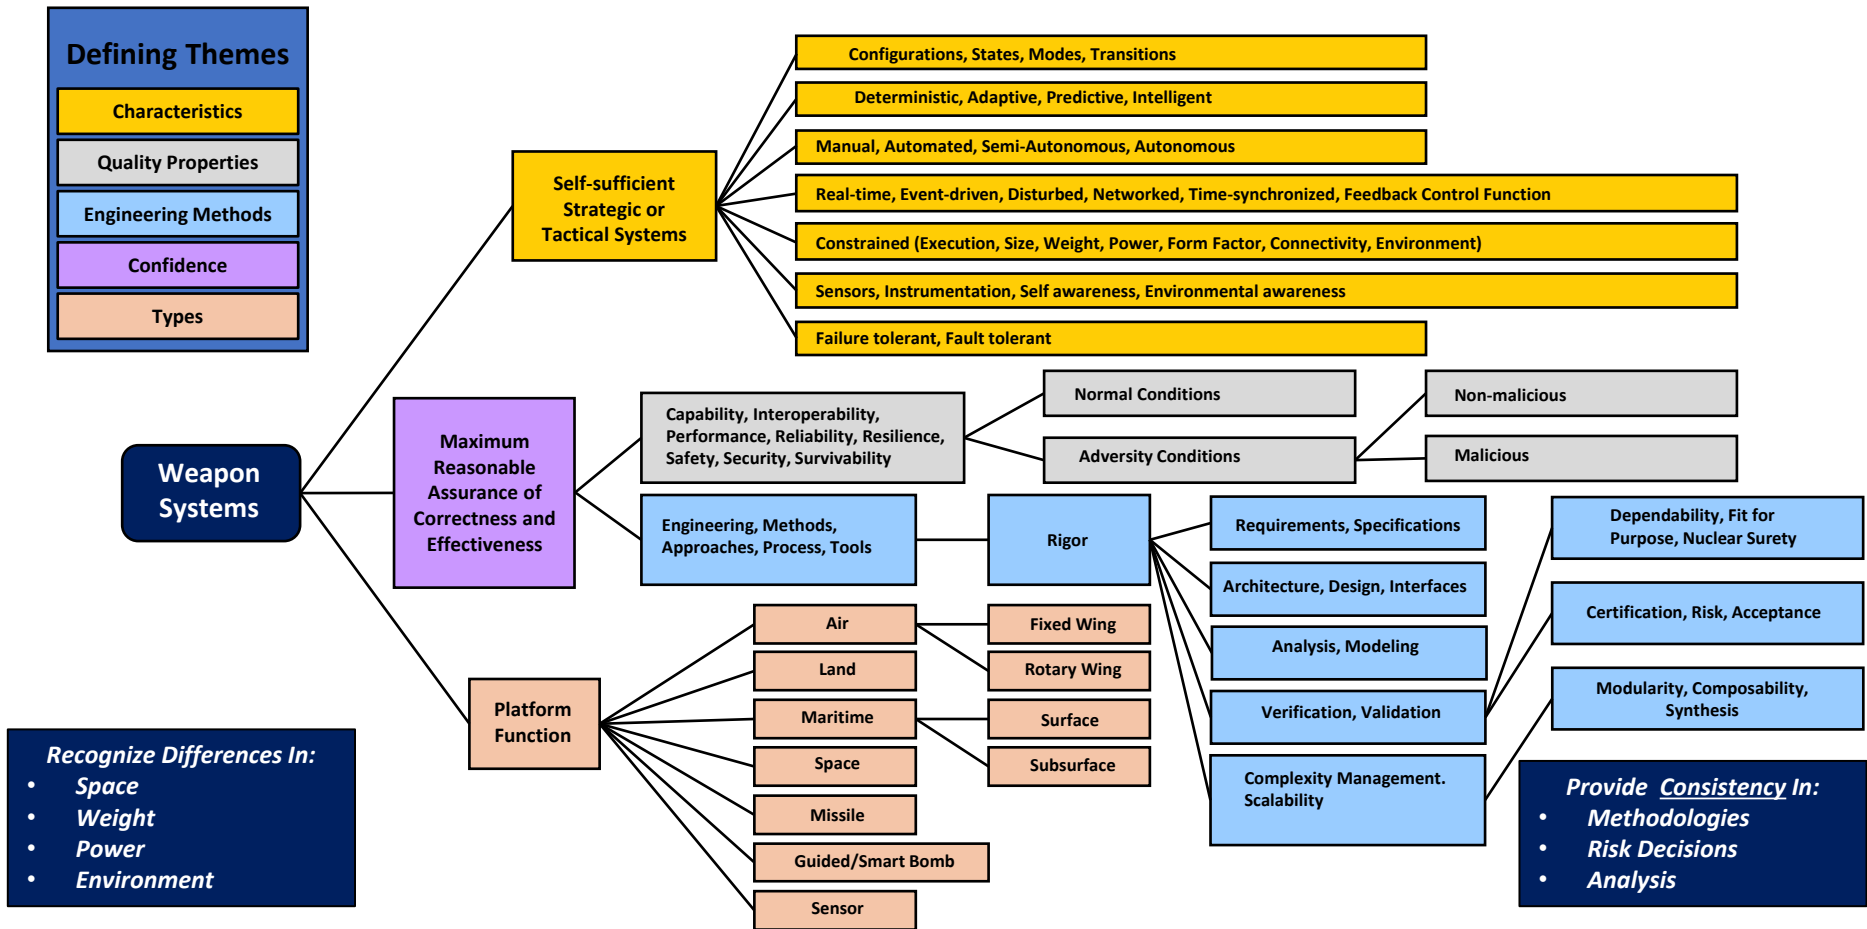 Defining Themes
Characteristics
Quality Properties
Engineering Methods
Confidence
Types
Weapon
Systems
Self-sufficient
Strategic or
Tactical Systems
Configurations, States, Modes, Transitions
Deterministic, Adaptive, Predictive, Intelligent
Manual, Automated, Semi-Autonomous, Autonomous
Real-time, Event-driven, Disturbed, Networked, Time-synchronized, Feedback Control Function
Constrained (Execution, Size, Weight, Power, Form Factor, Connectivity, Environment)
Sensors, Instrumentation, Self awareness, Environmental awareness
Failure tolerant, Fault tolerant
Maximum
Reasonable
Assurance of
Correctness and
Effectiveness
Capability, Interoperability,
Performance, Reliability, Resilience,
Safety, Security, Survivability
Normal Conditions
Adversity Conditions
Non-malicious
Malicious
Engineering, Methods,
Approaches, Process, Tools
Rigor
Requirements, Specifications
Architecture, Design, Interfaces
Analysis, Modeling
Verification, Validation
Complexity Management.
Scalability
Dependability, Fit for
Purpose, Nuclear Surety
Certification, Risk, Acceptance
Modularity, Composability,
Synthesis
Platform
Function
Air
Land
Maritime
Space
Missile
Guided/Smart Bomb
Sensor
Fixed Wing
Rotary Wing
Surface
Subsurface
Recognize Differences In:
• Space
• Weight
• Power
• Environment
Provide Consistency In:
• Methodologies
• Risk Decisions
• Analysis